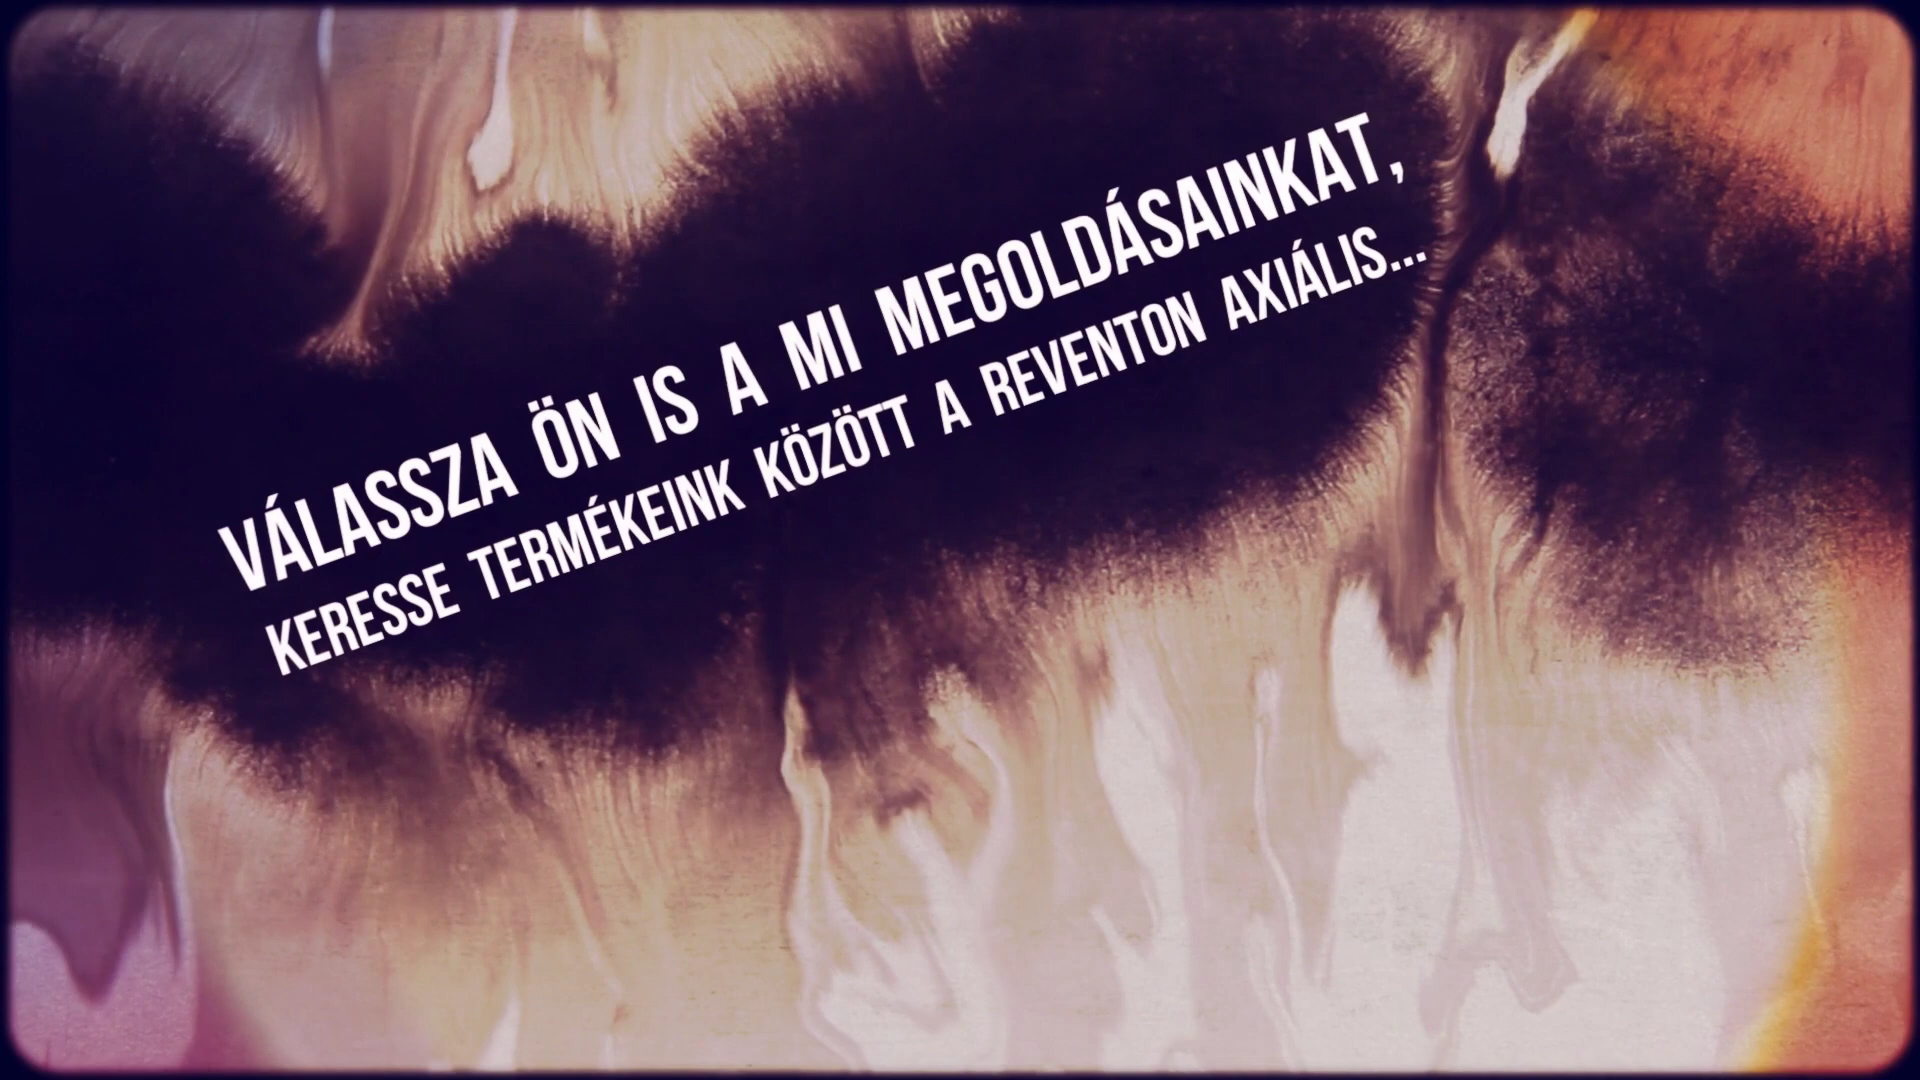 VÁLASSZA ÖN IS A MI MEGOLDÁSAINKAT,
KERESSE TERMÉKEINK KÖZÖTT A REVENTON AXIÁLIS...